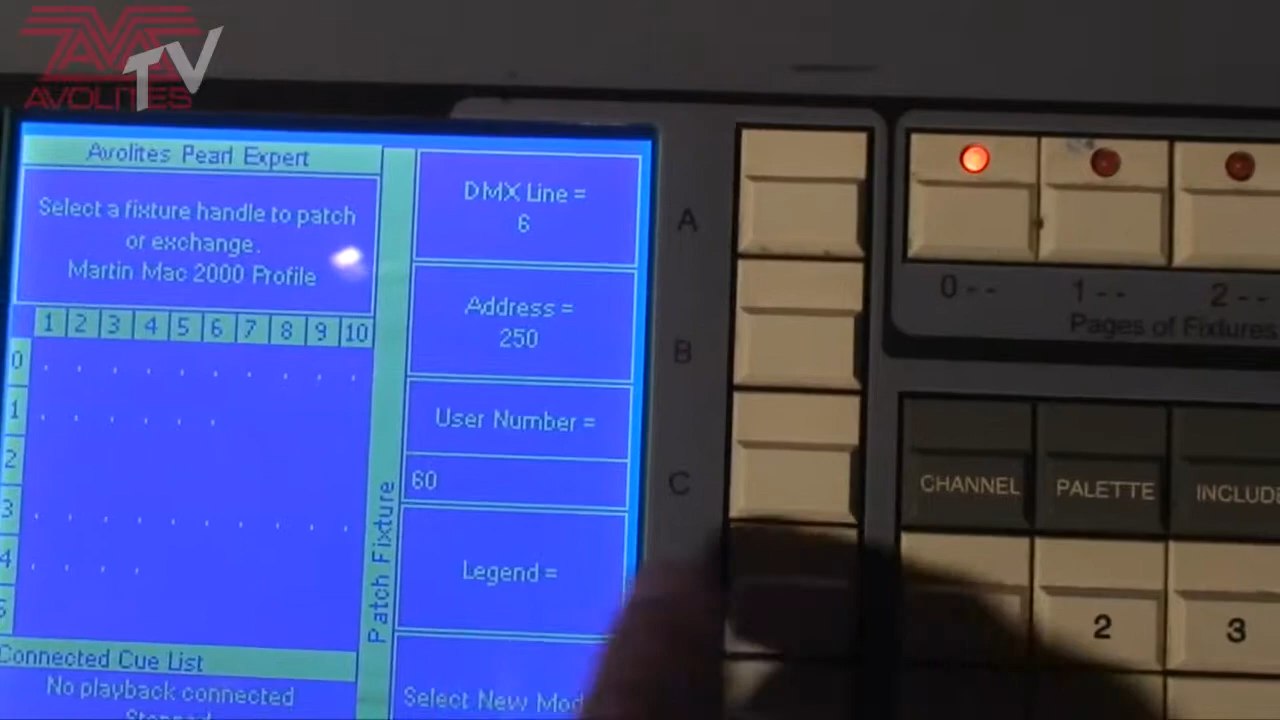 TV
AVOLITES
Avolites Pearl Expert
Select a fixture handle to patch
or exchange.
Martin Mac 2000 Profile
1 2 3 4 5 6 7 8 9 10
0
1
2
3
4
5
Connected Cue List
No playback connected
Stopped
Patch Fixture
DMX Line =
6
Address =
250
User Number =
60
Legend =
Select New Mod
A
B
C
0--
1--
2--
Pages of Fixtures
CHANNEL
PALETTE
INCLUDE
2
3